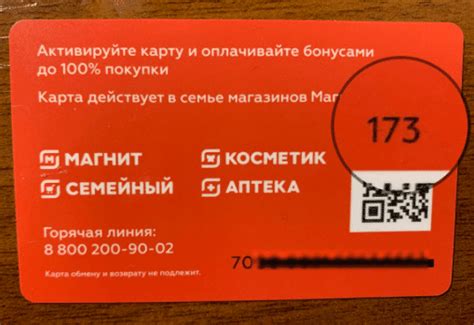 Активируйте карту и оплачивайте бонусами
до 100% покупки
Карта действует в семье магазинов Маг
173
МАГНИТ
КОСМЕТИК
СЕМЕЙНЫЙ
АПТЕКА
Горячая линия:
8 800 200-90-02
70
Карта обмену и возврату не подлежит.